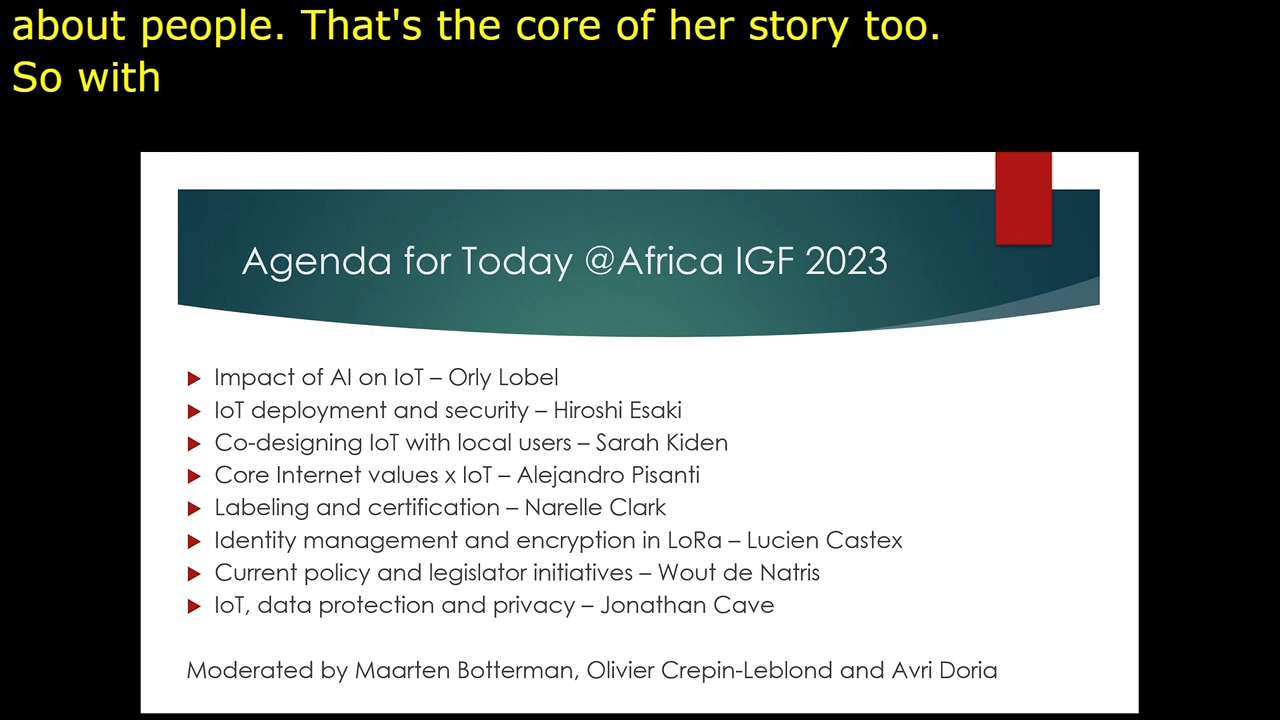 about people. That's the core of her story too.
So with
Agenda for Today @Africa IGF 2023
Impact of AI on IoT – Orly Lobel
IoT deployment and security – Hiroshi Esaki
Co-designing IoT with local users – Sarah Kiden
Core Internet values x IoT – Alejandro Pisanti
Labeling and certification – Narelle Clark
Identity management and encryption in LoRa – Lucien Castex
Current policy and legislator initiatives – Wout de Natris
IoT, data protection and privacy – Jonathan Cave
Moderated by Maarten Botterman, Olivier Crepin-Leblond and Avri Doria